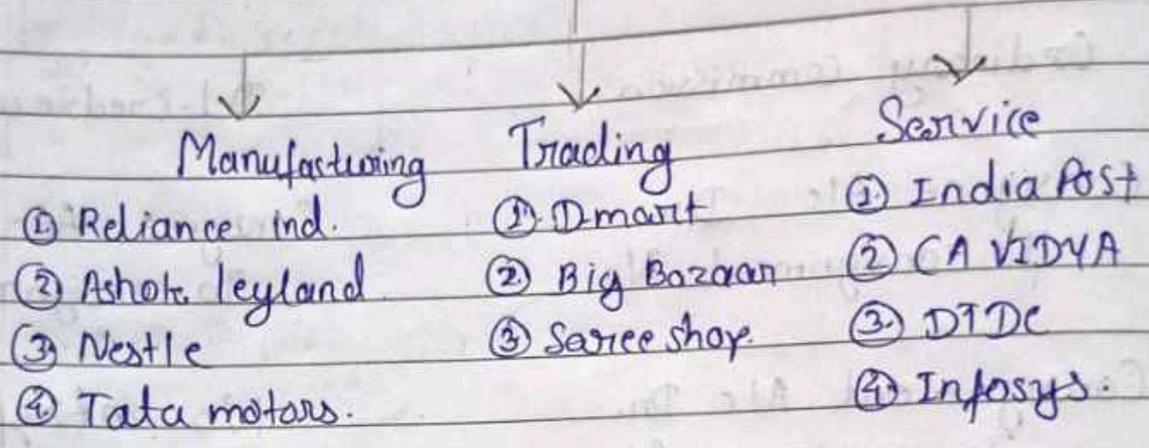 Manufacturing Trading Service
① Reliance ind. ① Dmart ① India Post
② Ashok leyland ② Big Bazaar ② CA VIDYA
③ Nestle ③ Saree shop. ③ DTDC
④ Tata motors. ④ Infosys.